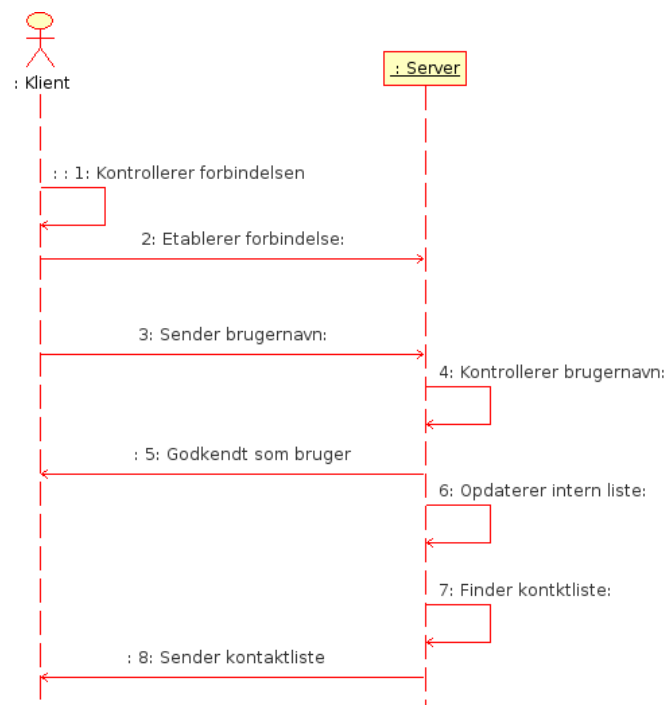 : Klient
: Server
: : 1: Kontrollerer forbindelsen
2: Etablerer forbindelse:
3: Sender brugernavn:
4: Kontrollerer brugernavn:
: 5: Godkendt som bruger
6: Opdaterer intern liste:
7: Finder kontktliste:
: 8: Sender kontaktliste